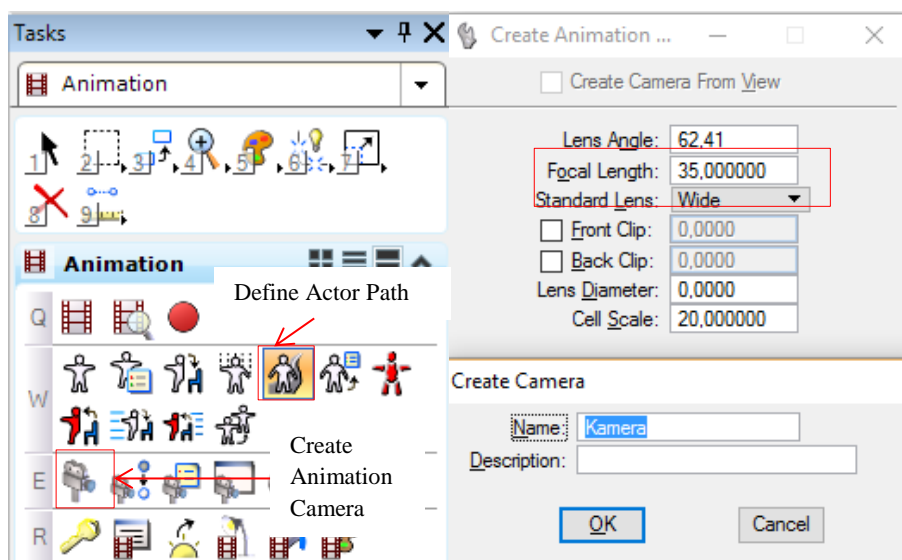 Tasks
Animation
1 2 3 4 5 6 7
8 9
Animation
Define Actor Path
Q
W
Create
Animation
Camera
E
R
Create Animation ...
Create Camera From View
Lens Angle: 62,41
Focal Length: 35,000000
Standard Lens: Wide
Front Clip: 0,0000
Back Clip: 0,0000
Lens Diameter: 0,0000
Cell Scale: 20,000000
Create Camera
Name: Kamera
Description:
OK Cancel